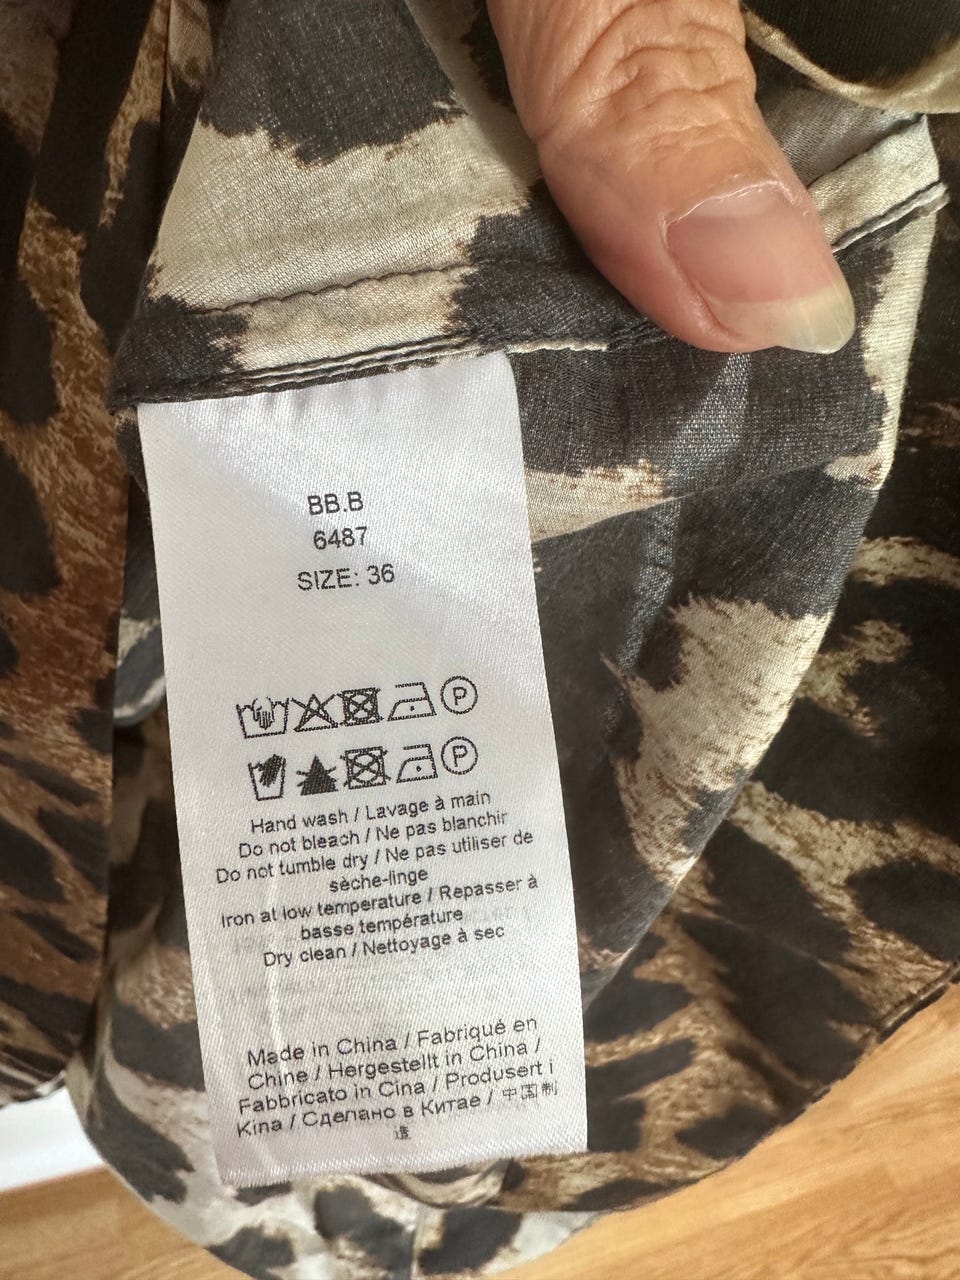 BB.B
6487
SIZE: 36
P
P
Hand wash / Lavage à main
Do not bleach / Ne pas blanchir
Do not tumble dry / Ne pas utiliser de
sèche-linge
Iron at low temperature / Repasser à
basse température
Dry clean / Nettoyage à sec
Made in China / Fabriqué en
Chine / Hergestellt in China /
Fabbricato in Cina / Produsert i
Kina / Сделано в Китае / 中国制
造